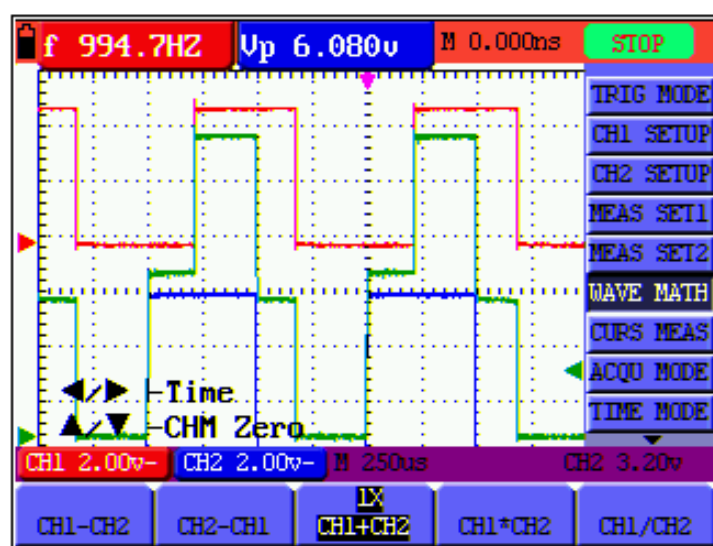 f 994.7HZ Vp 6.080v M 0.000ns STOP
TRIG MODE
CH1 SETUP
CH2 SETUP
MEAS SET1
MEAS SET2
WAVE MATH
CURS MEAS
ACQU MODE
TIME MODE
◀/▶ -Time
▲/▼ -CHM Zero
CH1 2.00v- CH2 2.00v- M 250us CH2 3.20v
1X
CH1-CH2 CH2-CH1 CH1+CH2 CH1*CH2 CH1/CH2